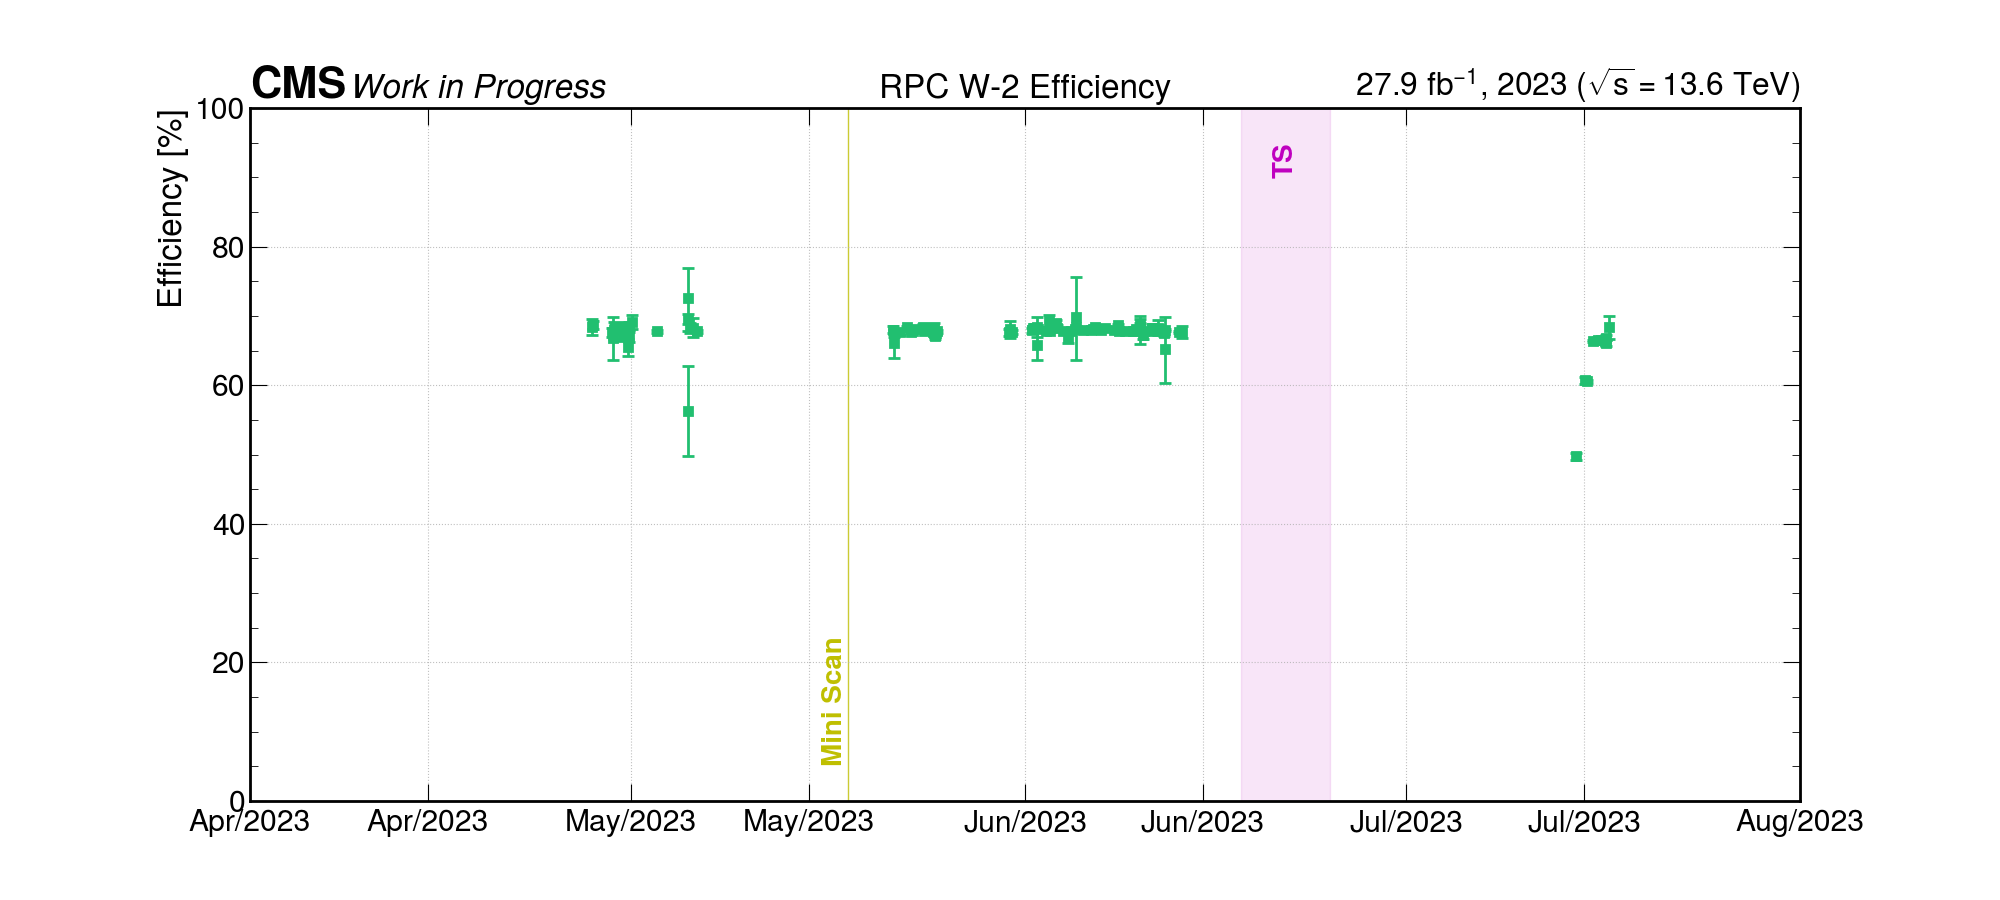 CMS Work in Progress
RPC W-2 Efficiency
27.9 fb⁻¹, 2023 (√s = 13.6 TeV)
Efficiency [%]
100
80
60
40
20
0
TS
Mini Scan
Apr/2023 Apr/2023 May/2023 May/2023 Jun/2023 Jun/2023 Jul/2023 Jul/2023 Aug/2023